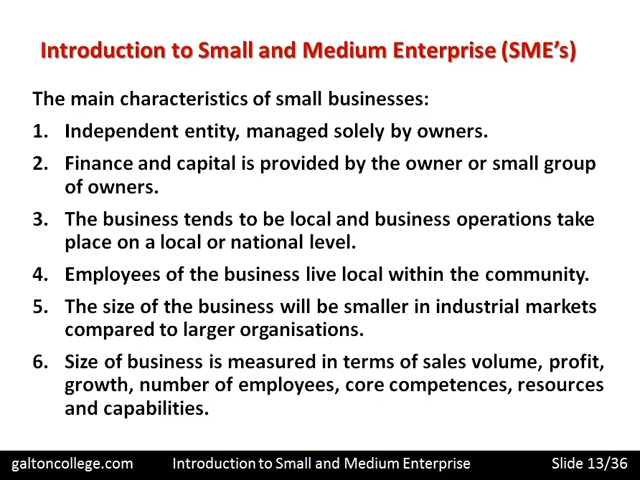 Introduction to Small and Medium Enterprise (SME's)
The main characteristics of small businesses:
1. Independent entity, managed solely by owners.
2. Finance and capital is provided by the owner or small group
of owners.
3. The business tends to be local and business operations take
place on a local or national level.
4. Employees of the business live local within the community.
5. The size of the business will be smaller in industrial markets
compared to larger organisations.
6. Size of business is measured in terms of sales volume, profit,
growth, number of employees, core competences, resources
and capabilities.
galtoncollege.com Introduction to Small and Medium Enterprise Slide 13/36